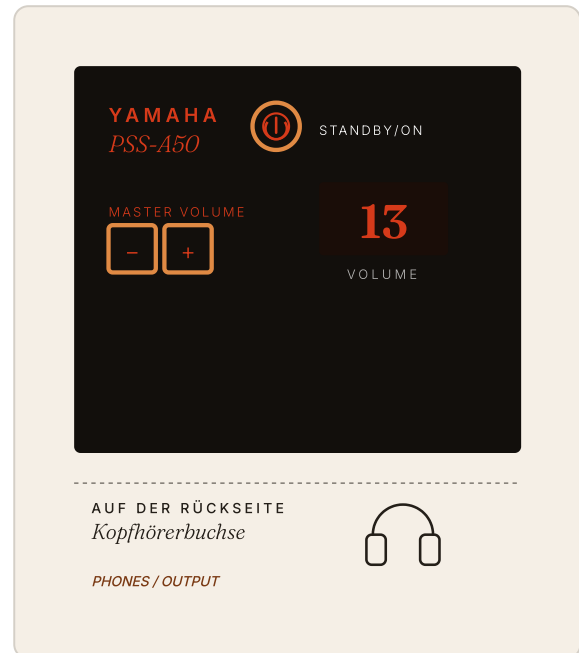 YAMAHA
PSS-A50
STANDBY/ON
MASTER VOLUME
− +
13
VOLUME
AUF DER RÜCKSEITE
Kopfhörerbuchse
PHONES / OUTPUT